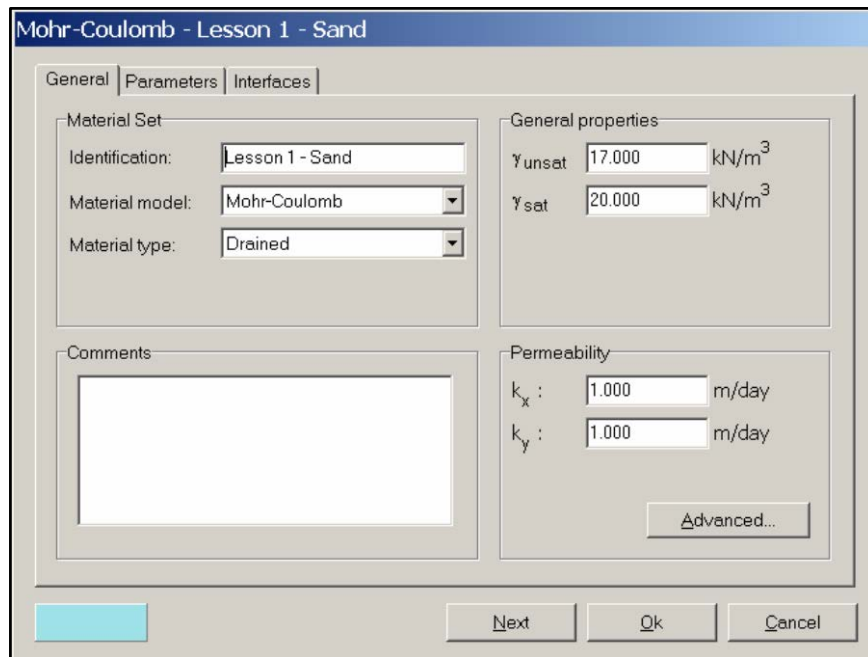 Mohr-Coulomb - Lesson 1 - Sand
General Parameters Interfaces
Material Set
Identification: Lesson 1 - Sand
Material model: Mohr-Coulomb
Material type: Drained
General properties
γunsat 17.000 kN/m³
γsat 20.000 kN/m³
Comments
Permeability
kx : 1.000 m/day
ky : 1.000 m/day
Advanced...
Next Ok Cancel